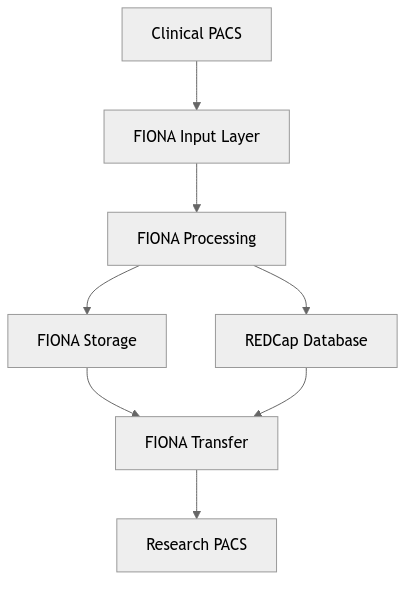 Clinical PACS
FIONA Input Layer
FIONA Processing
FIONA Storage
REDCap Database
FIONA Transfer
Research PACS